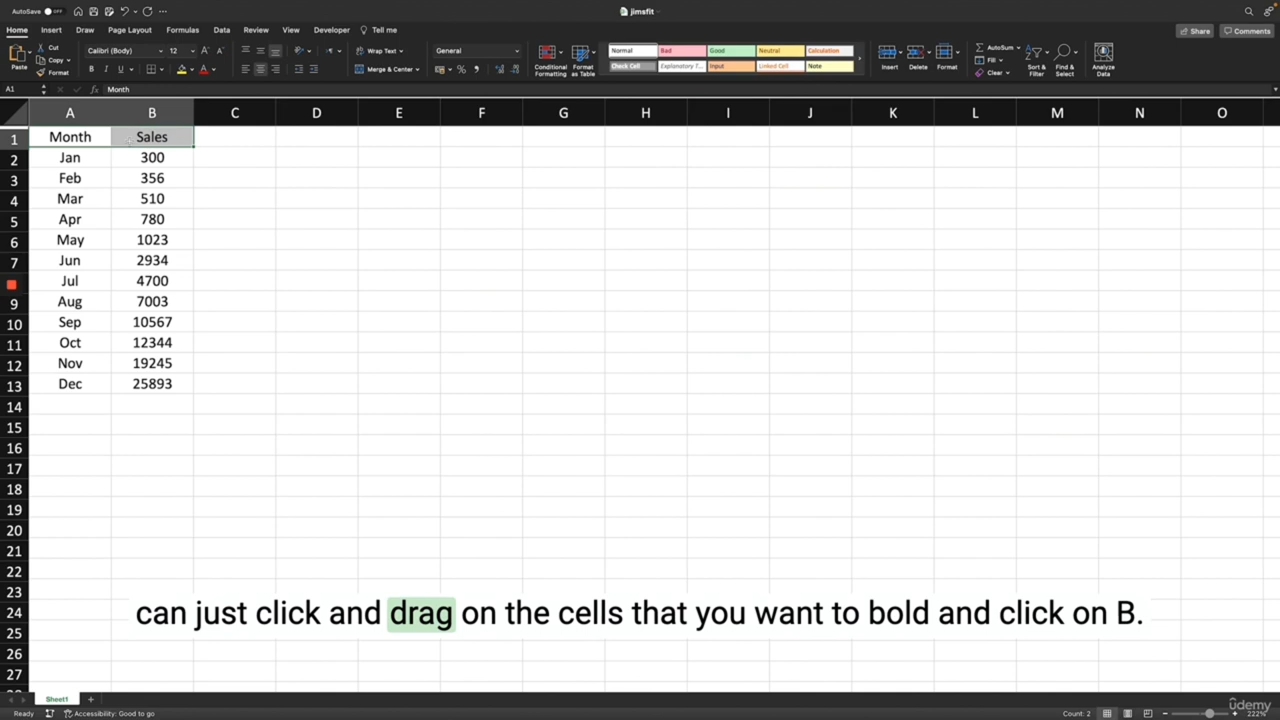 AutoSave OFF
jimsfit
Home Insert Draw Page Layout Formulas Data Review View Developer Tell me
Share Comments
Paste
Cut
Copy
Format
Calibri (Body) 12
B I U
Wrap Text
Merge & Center
General
Conditional Formatting
Format as Table
Normal Bad Good Neutral Calculation
Check Cell Explanatory T... Input Linked Cell Note
Insert Delete Format
AutoSum
Fill
Clear
Sort & Filter
Find & Select
Analyze Data
A1 fx Month
A B C D E F G H I J K L M N O
1 Month Sales
2 Jan 300
3 Feb 356
4 Mar 510
5 Apr 780
6 May 1023
7 Jun 2934
Jul 4700
9 Aug 7003
10 Sep 10567
11 Oct 12344
12 Nov 19245
13 Dec 25893
14
15
16
17
18
19
20
21
22
23
24
25
26
27
can just click and drag on the cells that you want to bold and click on B.
Sheet1
Ready Accessibility: Good to go Count: 2 222%
udemy